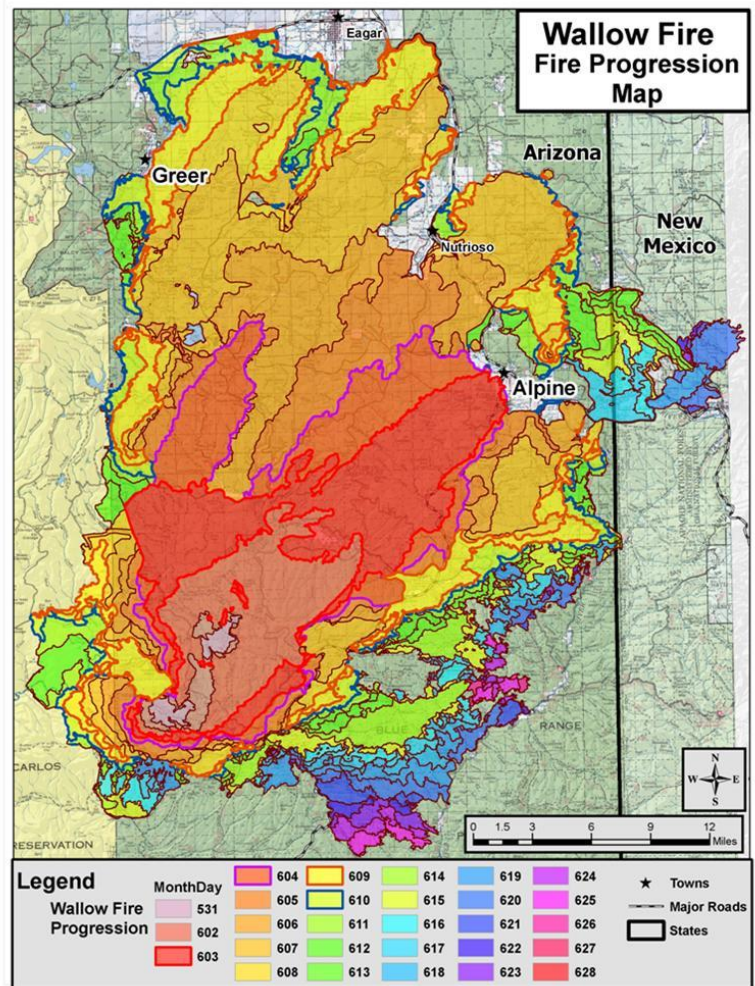 Wallow Fire
Fire Progression
Map
Eagar
Greer
Arizona
New
Mexico
Nutrioso
Alpine
BLUE
RANGE
CARLOS
RESERVATION
N
W E
S
0 1.5 3 6 9 12
Miles
Legend
Wallow Fire
Progression
MonthDay
531
602
603
604
605
606
607
608
609
610
611
612
613
614
615
616
617
618
619
620
621
622
623
624
625
626
627
628
Towns
Major Roads
States